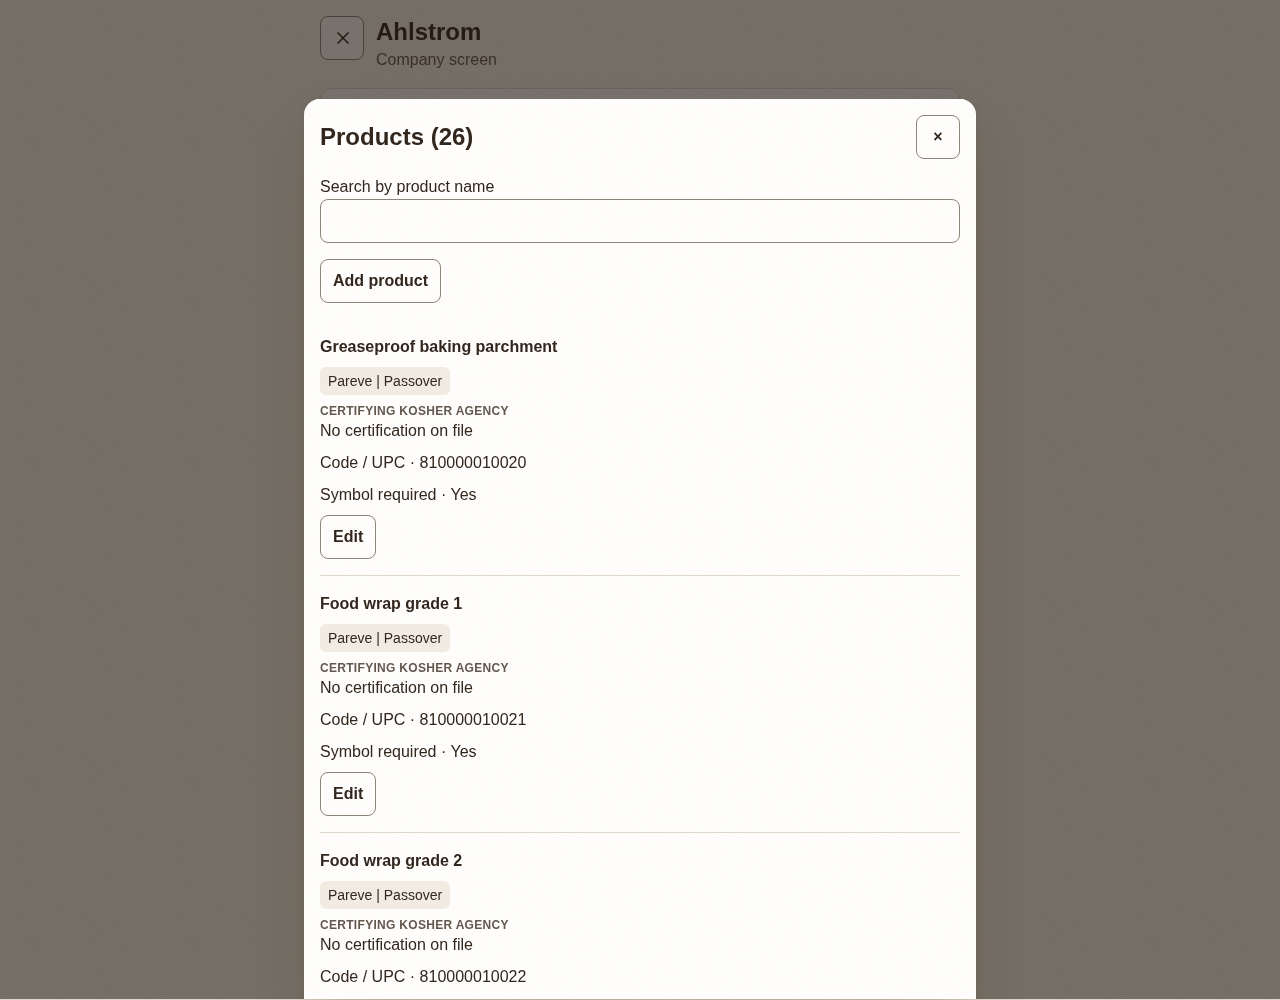 Ahlstrom
Company screen
Products (26)
×
Search by product name
Add product
Greaseproof baking parchment
Pareve | Passover
CERTIFYING KOSHER AGENCY
No certification on file
Code / UPC · 810000010020
Symbol required · Yes
Edit
Food wrap grade 1
Pareve | Passover
CERTIFYING KOSHER AGENCY
No certification on file
Code / UPC · 810000010021
Symbol required · Yes
Edit
Food wrap grade 2
Pareve | Passover
CERTIFYING KOSHER AGENCY
No certification on file
Code / UPC · 810000010022